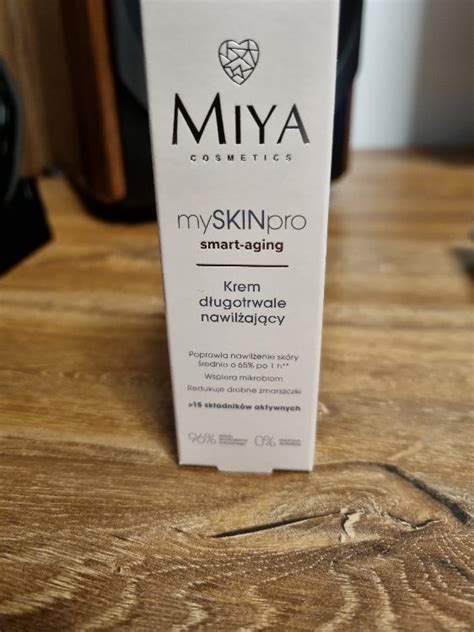 MIYA
COSMETICS
mySKINpro
smart-aging
Krem
długotrwale
nawilżający
Poprawia nawilżenie skóry
średnio o 65% po 1 h**
Wspiera mikrobiom
Redukuje drobne zmarszczki
>15 składników aktywnych
96%
0%